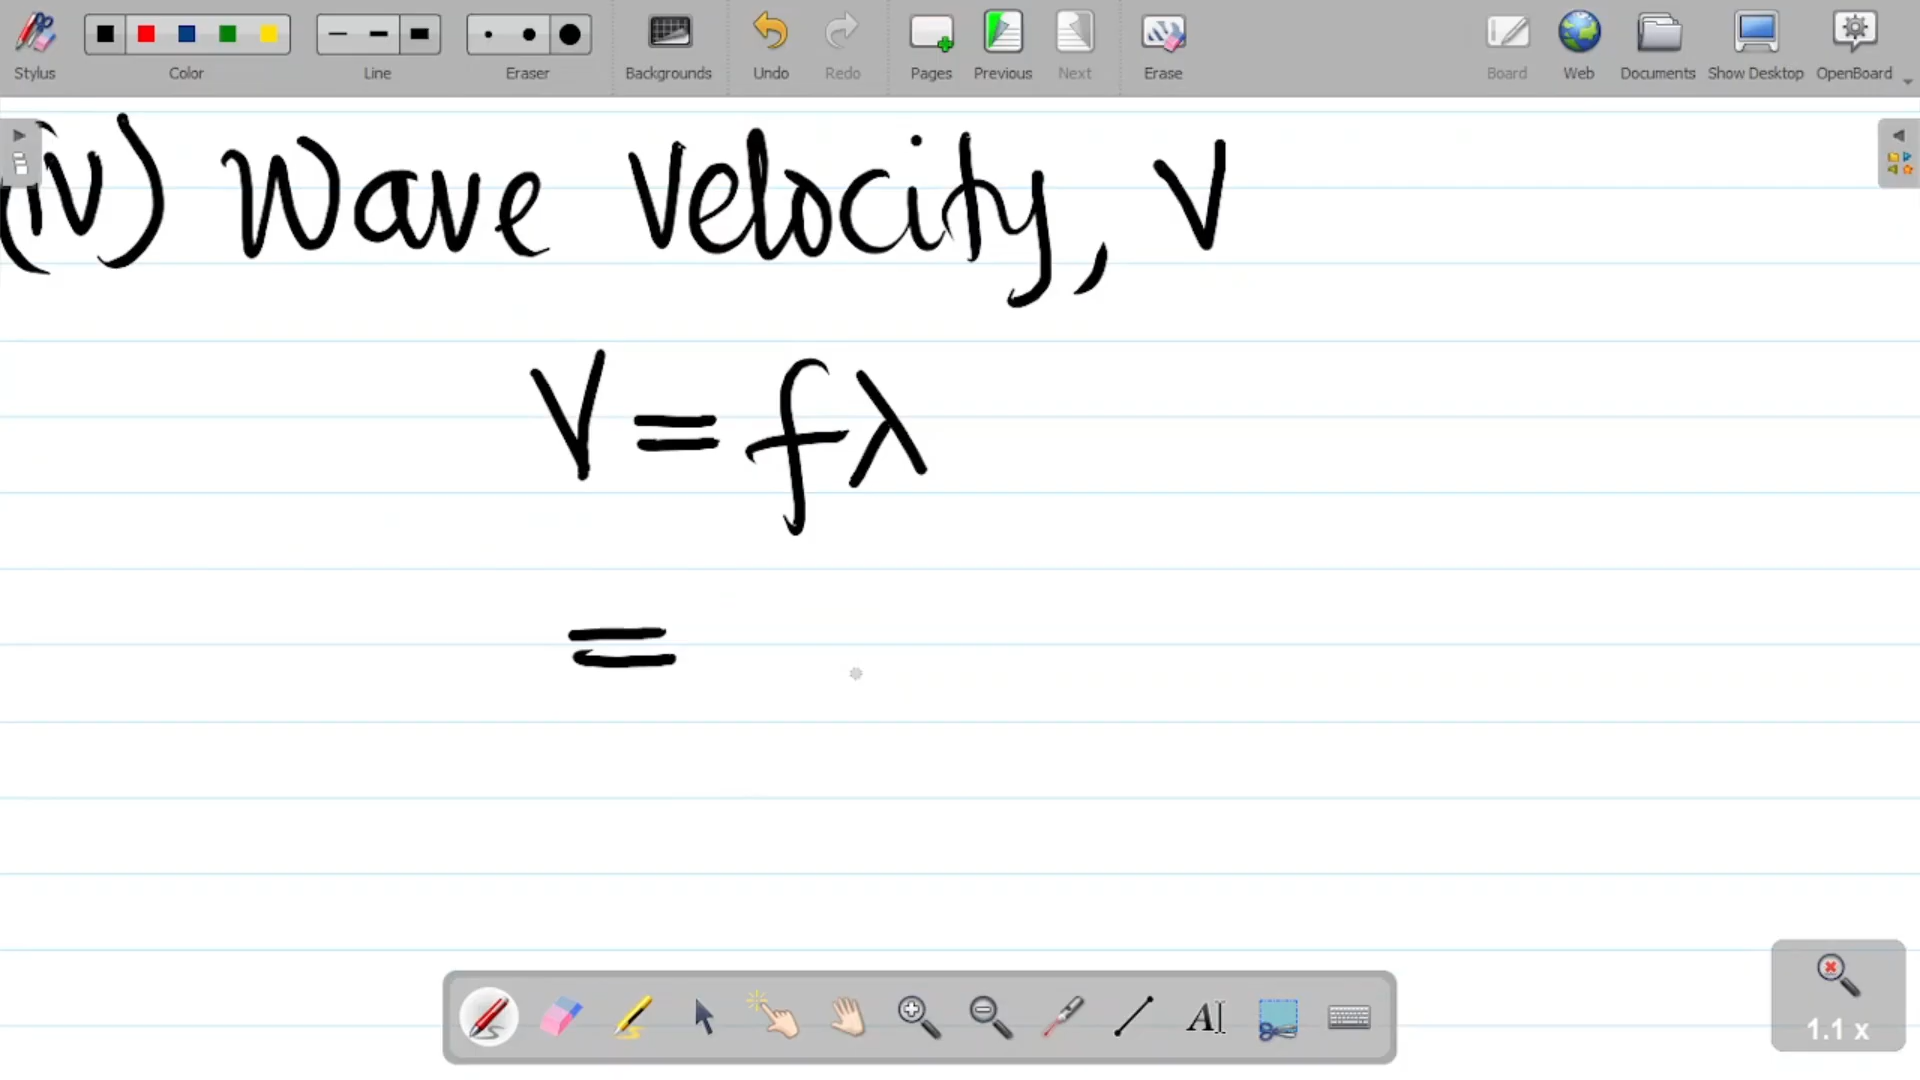 Stylus Color Line Eraser Backgrounds Undo Redo Pages Previous Next Erase Board Web Documents Show Desktop OpenBoard
(iv) Wave Velocity, V
V = fλ
=
1.1 x